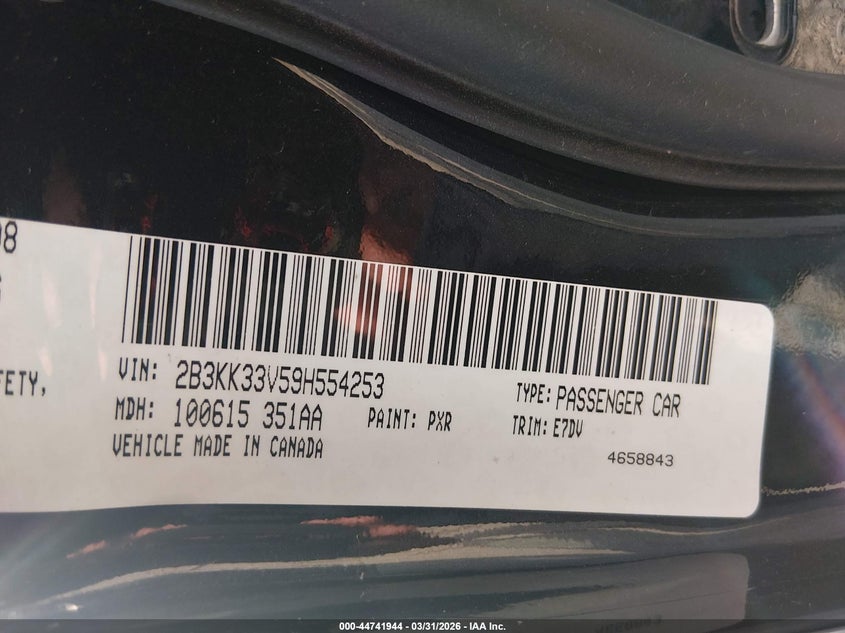 08
FETY,
VIN: 2B3KK33V59H554253
TYPE: PASSENGER CAR
MDH: 100615 351AA
PAINT: PXR
TRIM: E7DV
VEHICLE MADE IN CANADA
4658843
000-44741944 - 03/31/2026 - IAA Inc.